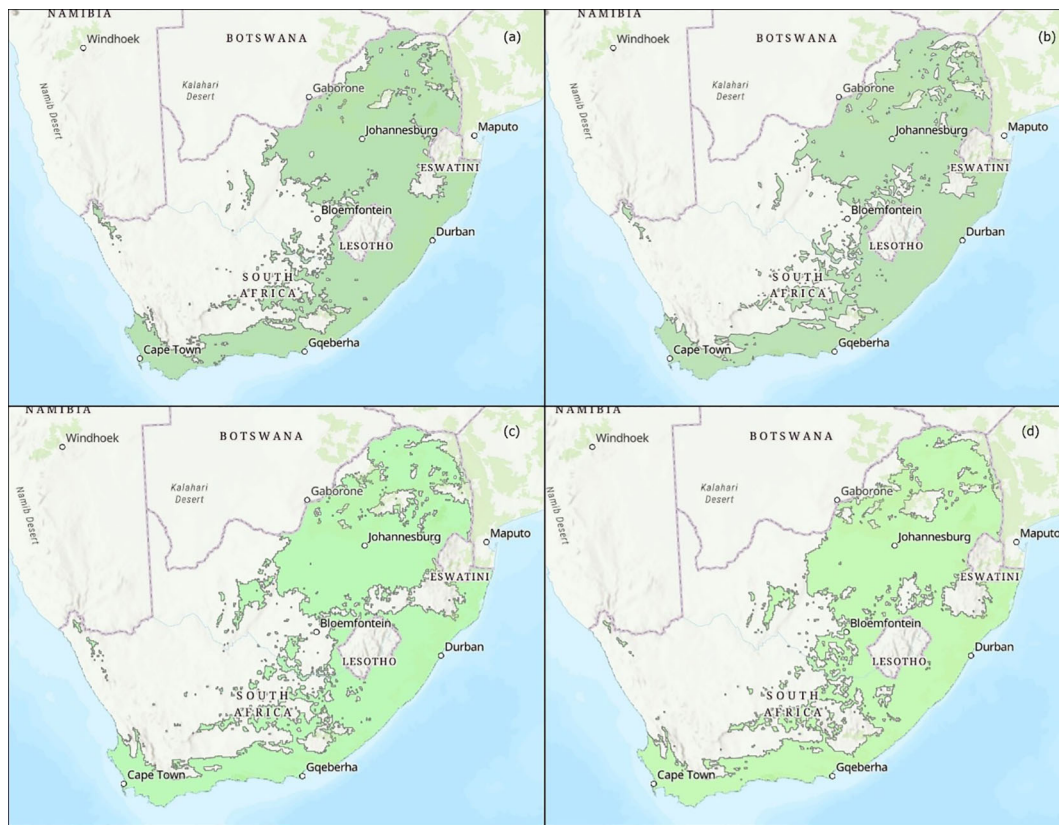 NAMIBIA
Windhoek
BOTSWANA
(a)
Namib Desert
Kalahari
Desert
Gaborone
Johannesburg
Maputo
ESWATINI
Bloemfontein
Durban
LESOTHO
SOUTH
AFRICA
Cape Town
Gqeberha
NAMIBIA
Windhoek
BOTSWANA
(b)
Namib Desert
Kalahari
Desert
Gaborone
Johannesburg
Maputo
ESWATINI
Bloemfontein
Durban
LESOTHO
SOUTH
AFRICA
Cape Town
Gqeberha
NAMIBIA
Windhoek
BOTSWANA
(c)
Namib Desert
Kalahari
Desert
Gaborone
Johannesburg
Maputo
ESWATINI
Bloemfontein
Durban
LESOTHO
SOUTH
AFRICA
Cape Town
Gqeberha
NAMIBIA
Windhoek
BOTSWANA
(d)
Namib Desert
Kalahari
Desert
Gaborone
Johannesburg
Maputo
ESWATINI
Bloemfontein
Durban
LESOTHO
SOUTH
AFRICA
Cape Town
Gqeberha